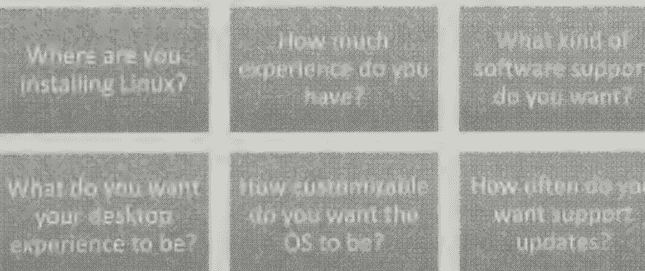 Where are you
installing Linux?
How much
experience do you
have?
What kind of
software suppor
do you want?
What do you want
your desktop
experience to be?
How customizable
do you want the
OS to be?
How often do you
want support
updates?